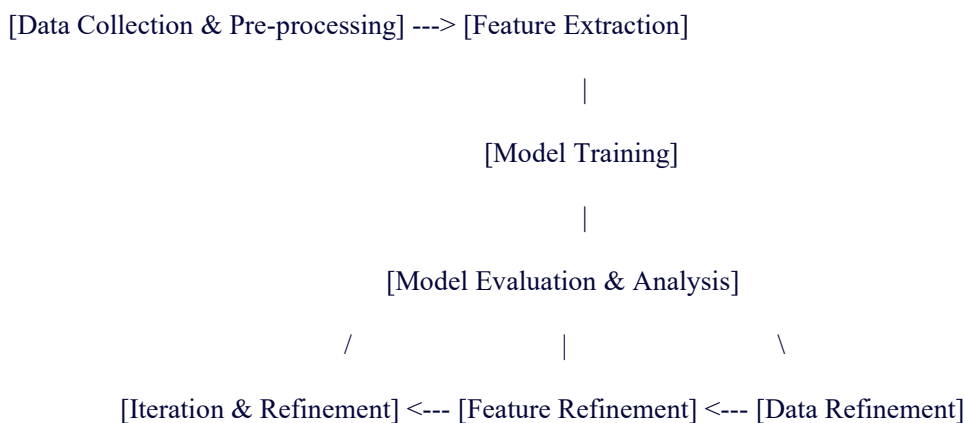 [Data Collection & Pre-processing] ---> [Feature Extraction]
|
[Model Training]
|
[Model Evaluation & Analysis]
/ | \
[Iteration & Refinement] <--- [Feature Refinement] <--- [Data Refinement]